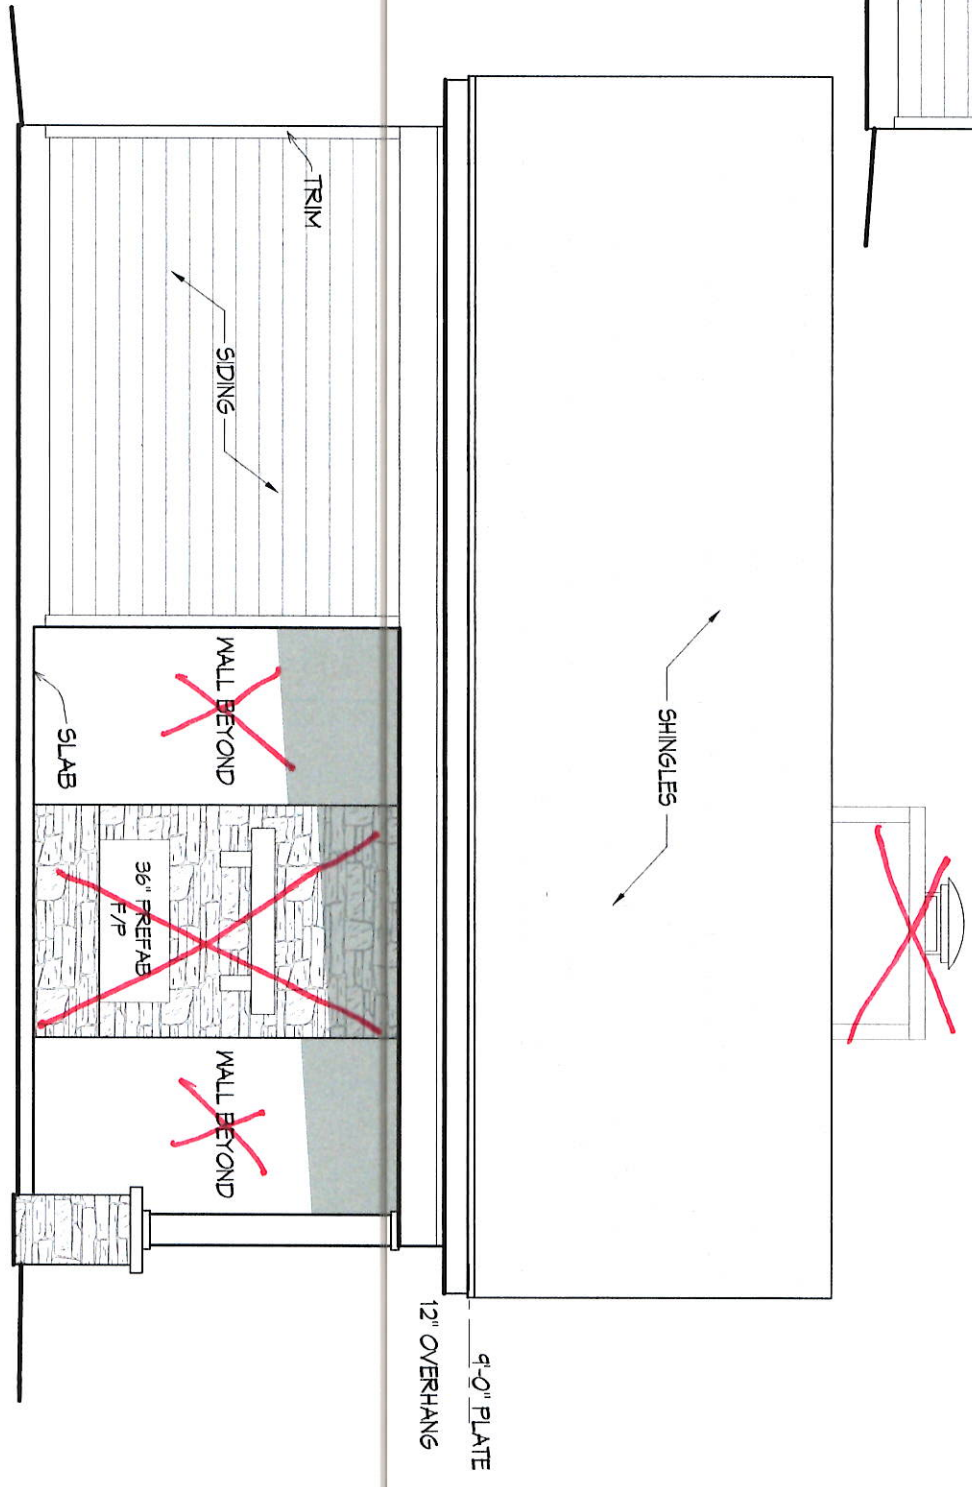 SHINGLES
9'-0" PLATE
12" OVERHANG
TRIM
SIDING
WALL BEYOND
36" PREFAB
F/P
WALL BEYOND
SLAB